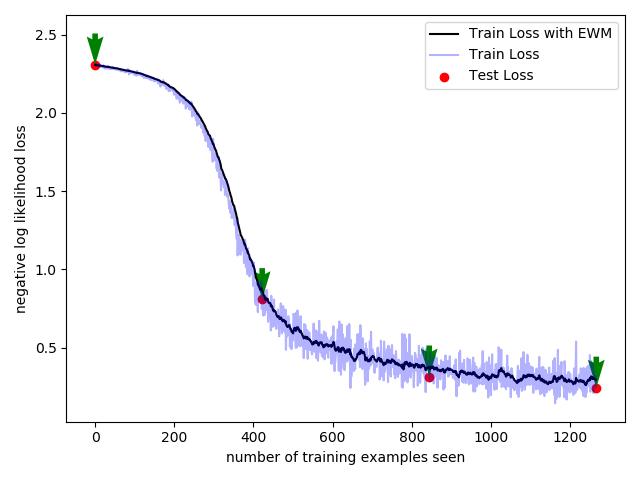 2.5
2.0
1.5
1.0
0.5
negative log likelihood loss
Train Loss with EWM
Train Loss
Test Loss
0 200 400 600 800 1000 1200
number of training examples seen